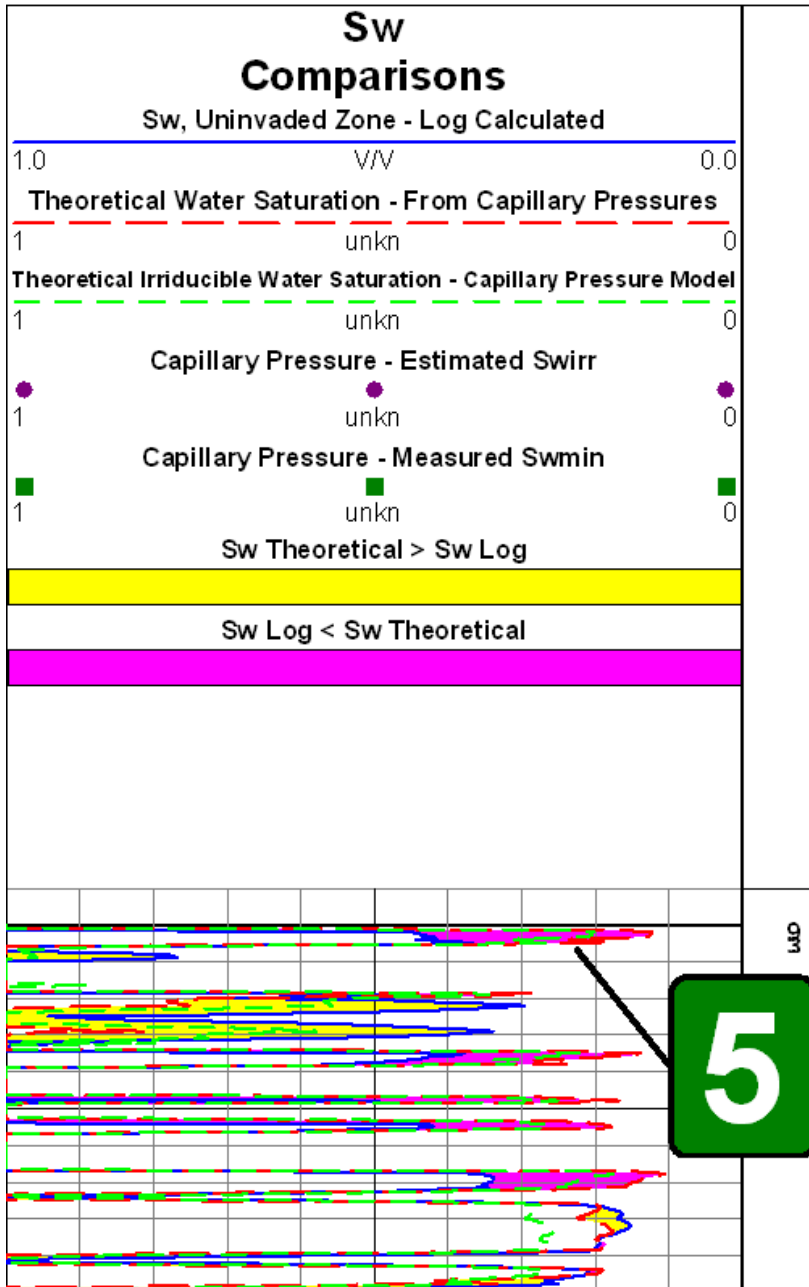 Sw
Comparisons
Sw, Uninvaded Zone - Log Calculated
1.0 V/V 0.0
Theoretical Water Saturation - From Capillary Pressures
1 unkn 0
Theoretical Irriducible Water Saturation - Capillary Pressure Model
1 unkn 0
Capillary Pressure - Estimated Swirr
1 unkn 0
Capillary Pressure - Measured Swmin
1 unkn 0
Sw Theoretical > Sw Log
Sw Log < Sw Theoretical
5